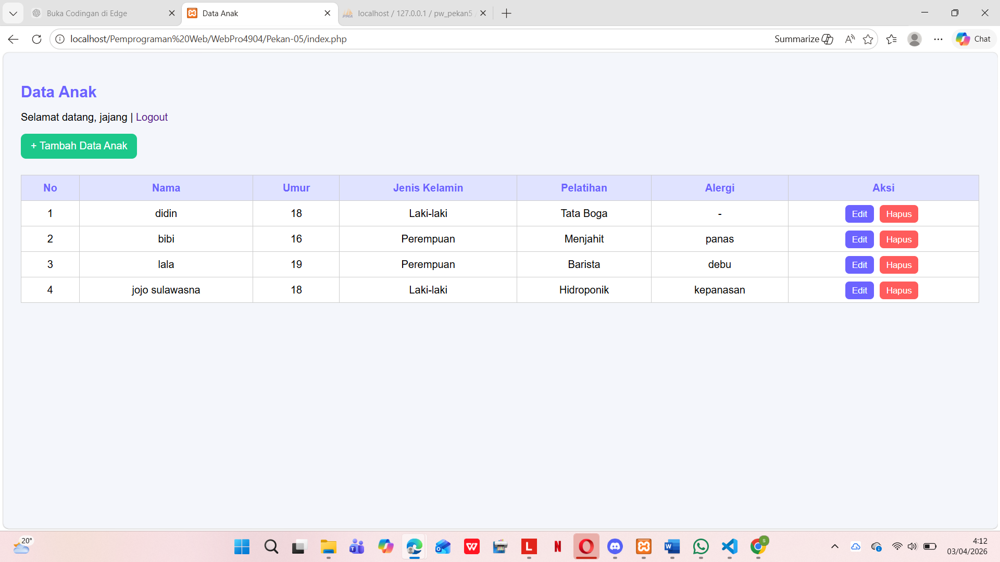 Buka Codingan di Edge
Data Anak
localhost / 127.0.0.1 / pw_pekan5
localhost/Pemprograman%20Web/WebPro4904/Pekan-05/index.php
Summarize
Chat
Data Anak
Selamat datang, jajang | Logout
+ Tambah Data Anak
No Nama Umur Jenis Kelamin Pelatihan Alergi Aksi
1 didin 18 Laki-laki Tata Boga - Edit Hapus
2 bibi 16 Perempuan Menjahit panas Edit Hapus
3 lala 19 Perempuan Barista debu Edit Hapus
4 jojo sulawasna 18 Laki-laki Hidroponik kepanasan Edit Hapus
20°
4:12
03/04/2026